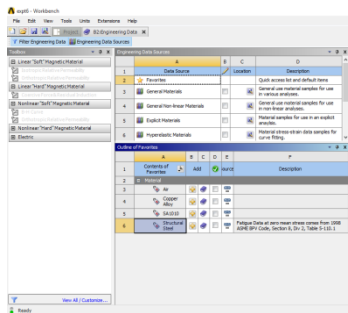 expt6 - Workbench
File Edit View Tools Units Extensions Help
Project B2:Engineering Data
Filter Engineering Data Engineering Data Sources
Toolbox
Linear "Soft" Magnetic Material
Linear "Hard" Magnetic Material
Nonlinear "Soft" Magnetic Material
Nonlinear "Hard" Magnetic Material
Electric
View All / Customize...
Engineering Data Sources
A B C D
1 Data Source Location Description
2 Favorites Quick access list and default items
3 General Materials General use material samples for use in various analyses.
4 General Non-linear Materials General use material samples for use in non-linear analyses.
5 Explicit Materials Material samples for use in an explicit analysis.
6 Hyperelastic Materials Material stress-strain data samples for curve fitting.
Outline of Favorites
A B C D E F
1 Contents of Favorites Add Source Description
2 Material
3 Air
4 Copper Alloy
5 SA1010
6 Structural Steel Fatigue Data at zero mean stress comes from 1998 ASME BPV Code, Section 8, Div 2, Table 5-110.1
Ready